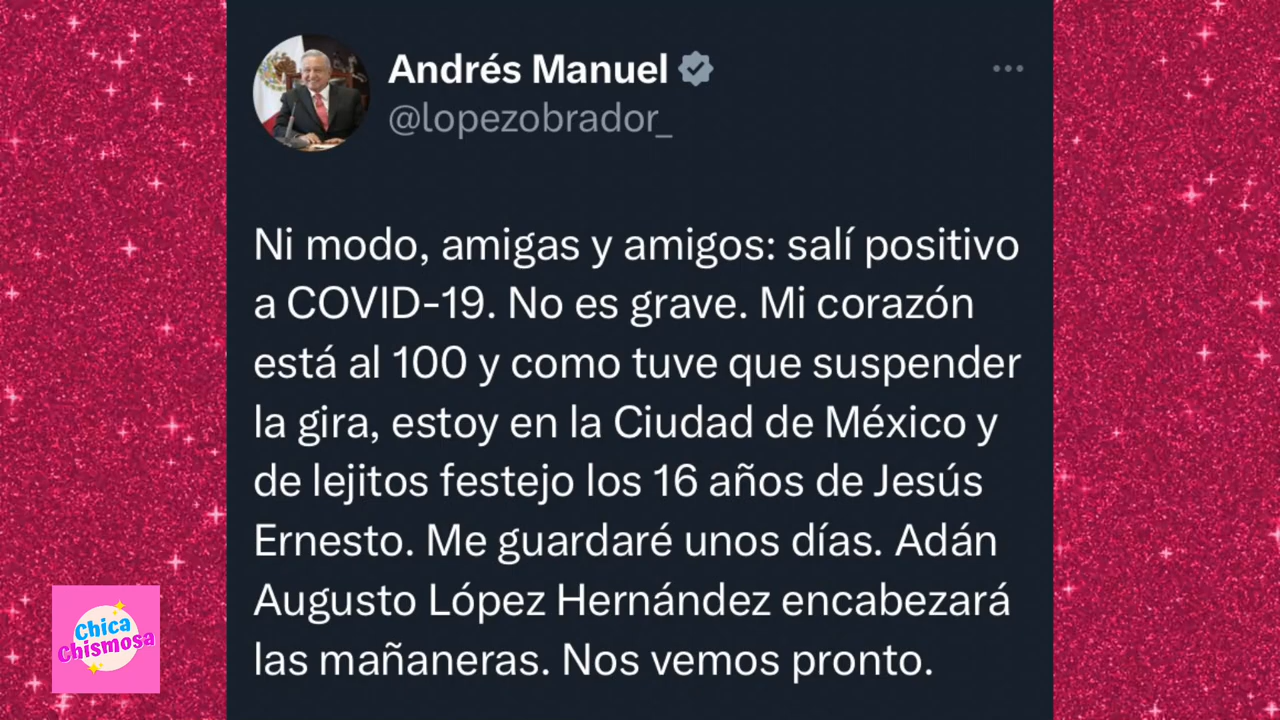 Andrés Manuel
@lopezobrador_
Ni modo, amigas y amigos: salí positivo
a COVID-19. No es grave. Mi corazón
está al 100 y como tuve que suspender
la gira, estoy en la Ciudad de México y
de lejitos festejo los 16 años de Jesús
Ernesto. Me guardaré unos días. Adán
Augusto López Hernández encabezará
las mañaneras. Nos vemos pronto.
Chica
Chismosa